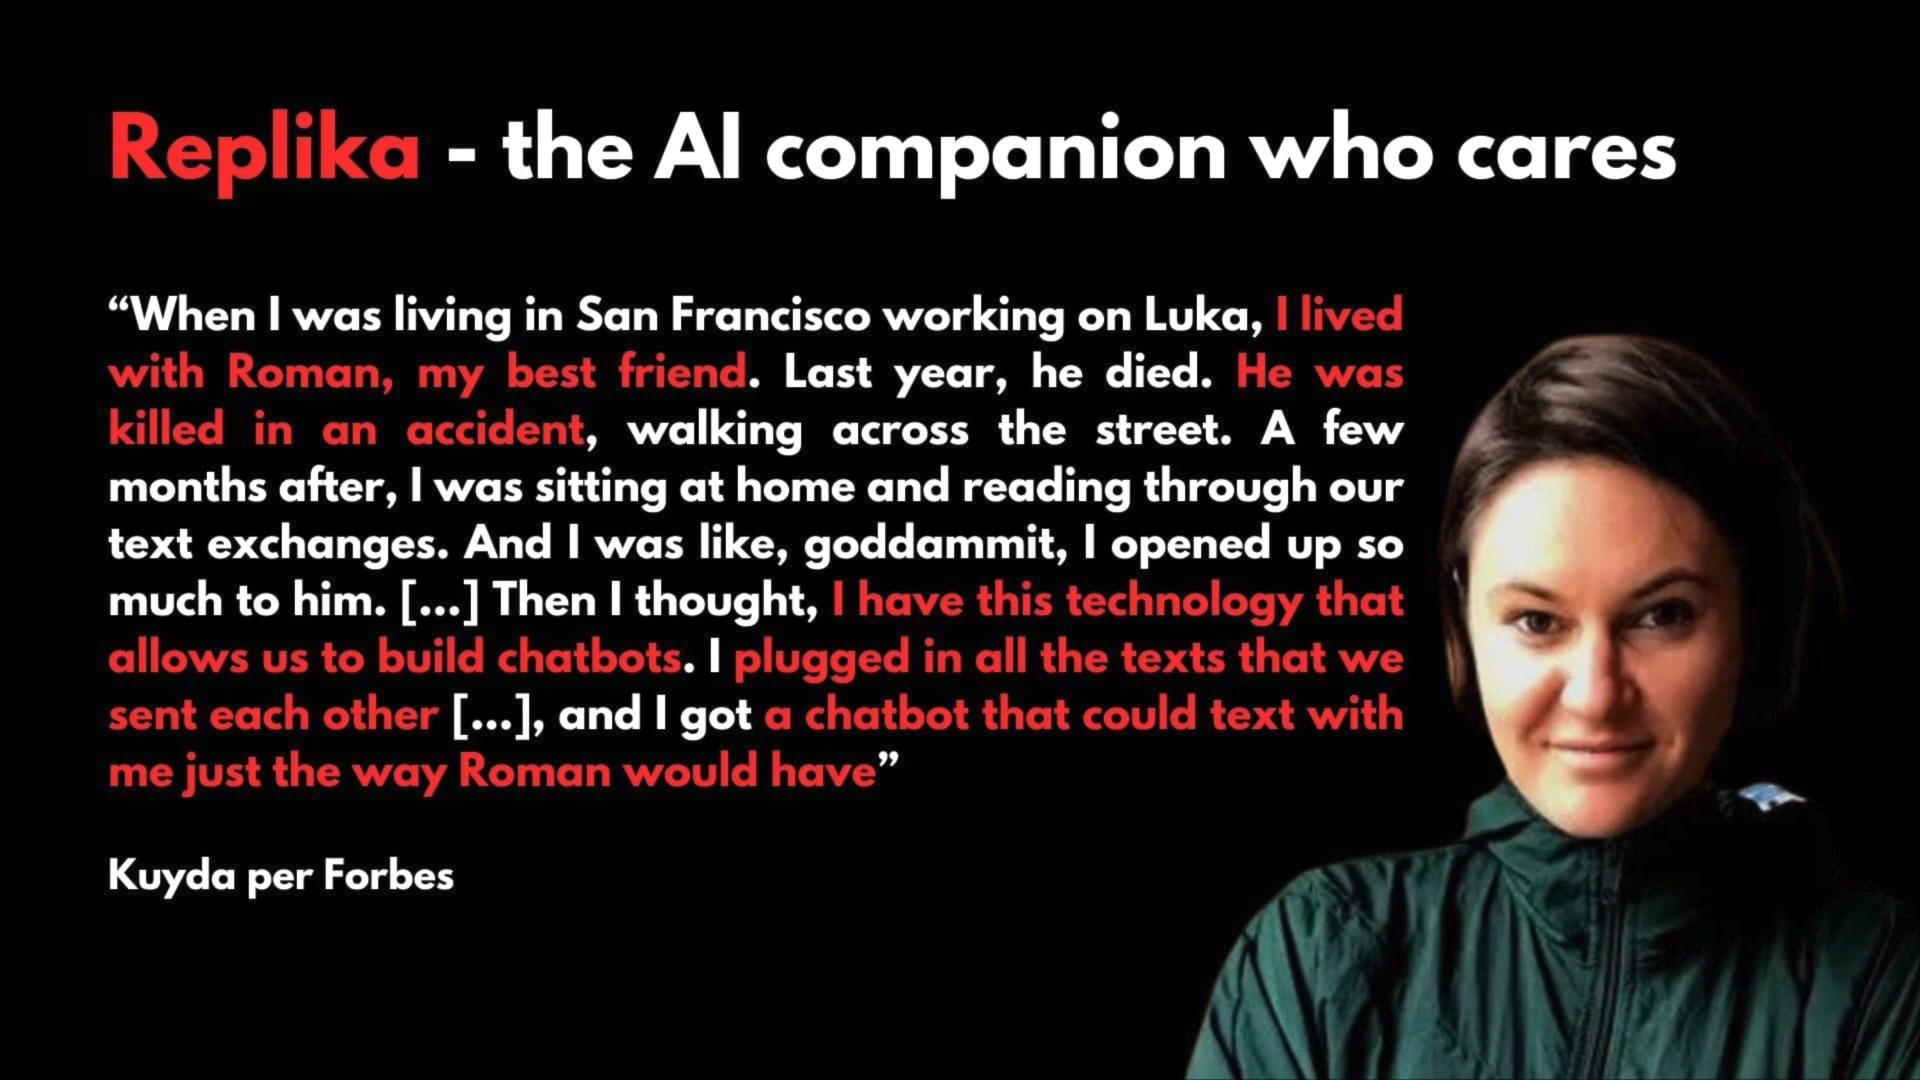 Replika - the AI companion who cares
“When I was living in San Francisco working on Luka, I lived
with Roman, my best friend. Last year, he died. He was
killed in an accident, walking across the street. A few
months after, I was sitting at home and reading through our
text exchanges. And I was like, goddammit, I opened up so
much to him. [...] Then I thought, I have this technology that
allows us to build chatbots. I plugged in all the texts that we
sent each other [...], and I got a chatbot that could text with
me just the way Roman would have”
Kuyda per Forbes